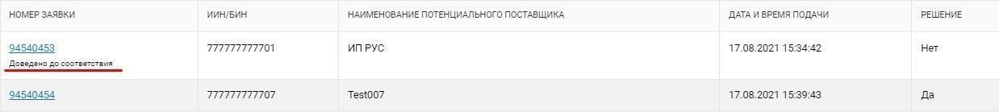 НОМЕР ЗАЯВКИ ИИН/БИН НАИМЕНОВАНИЕ ПОТЕНЦИАЛЬНОГО ПОСТАВЩИКА ДАТА И ВРЕМЯ ПОДАЧИ РЕШЕНИЕ
94540453 777777777701 ИП РУС 17.08.2021 15:34:42 Нет
Доведено до соответствия
94540454 777777777707 Test007 17.08.2021 15:39:43 Да